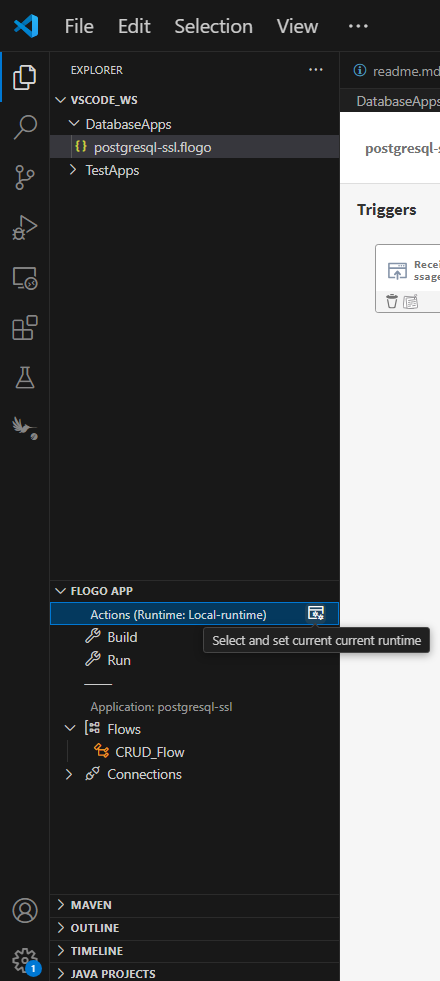 File Edit Selection View ...
EXPLORER ...
readme.md
VSCODE_WS
DatabaseApps
DatabaseApps
{} postgresql-ssl.flogo
postgresql-s
TestApps
Triggers
Recei
ssage
FLOGO APP
Actions (Runtime: Local-runtime)
Build
Select and set current current runtime
Run
Application: postgresql-ssl
Flows
CRUD_Flow
Connections
MAVEN
OUTLINE
TIMELINE
1
JAVA PROJECTS